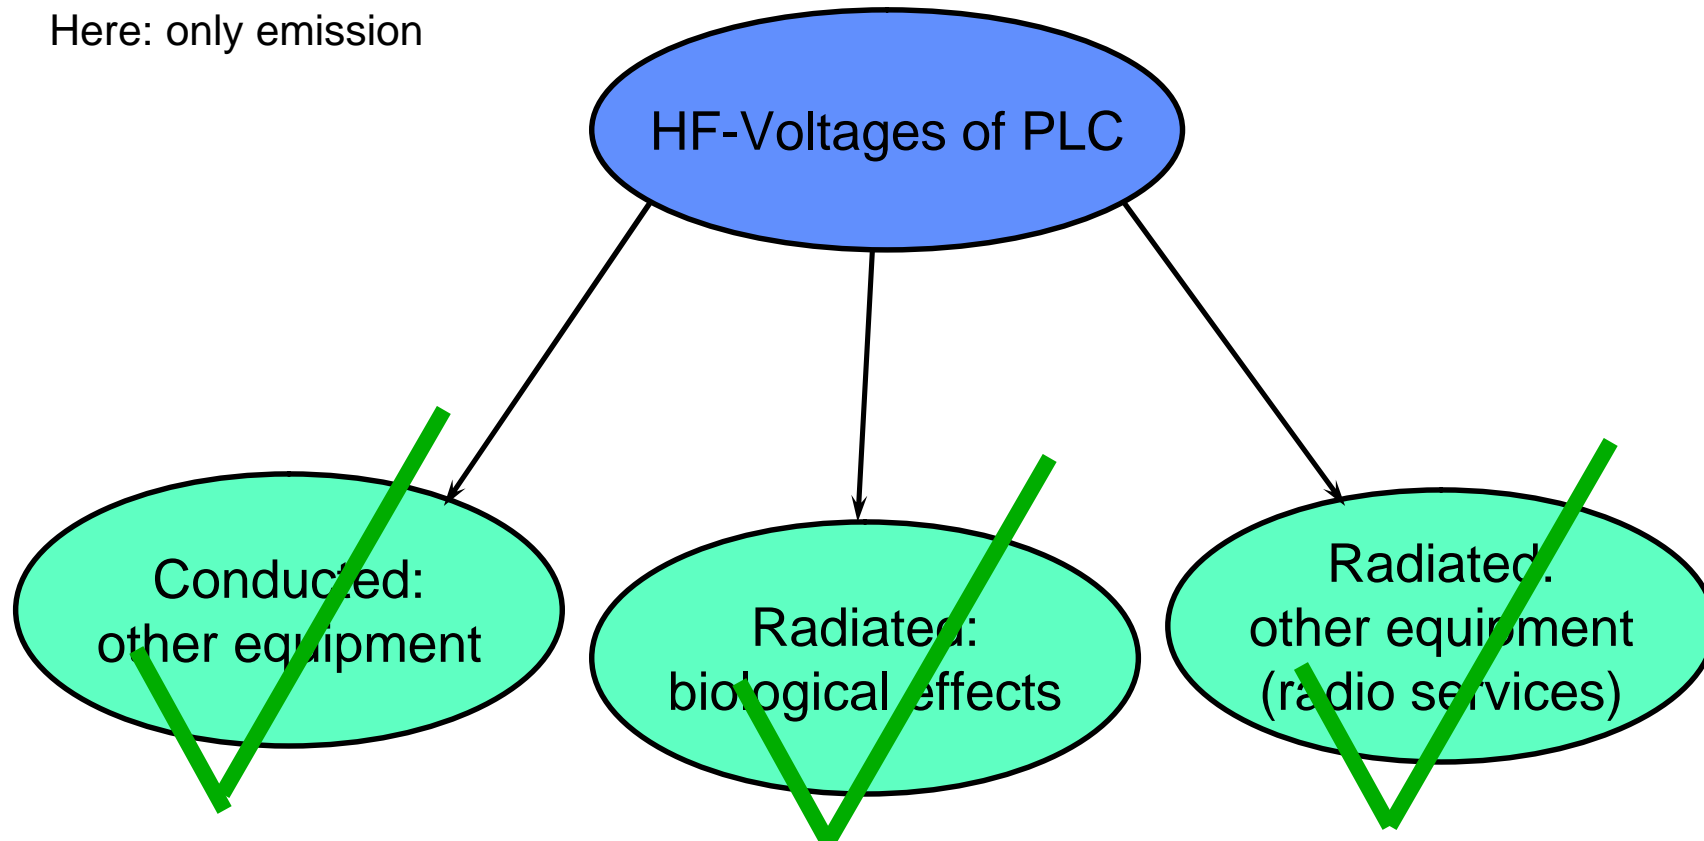 Here: only emission
HF-Voltages of PLC
Conducted:
other equipment
Radiated:
biological effects
Radiated:
other equipment
(radio services)